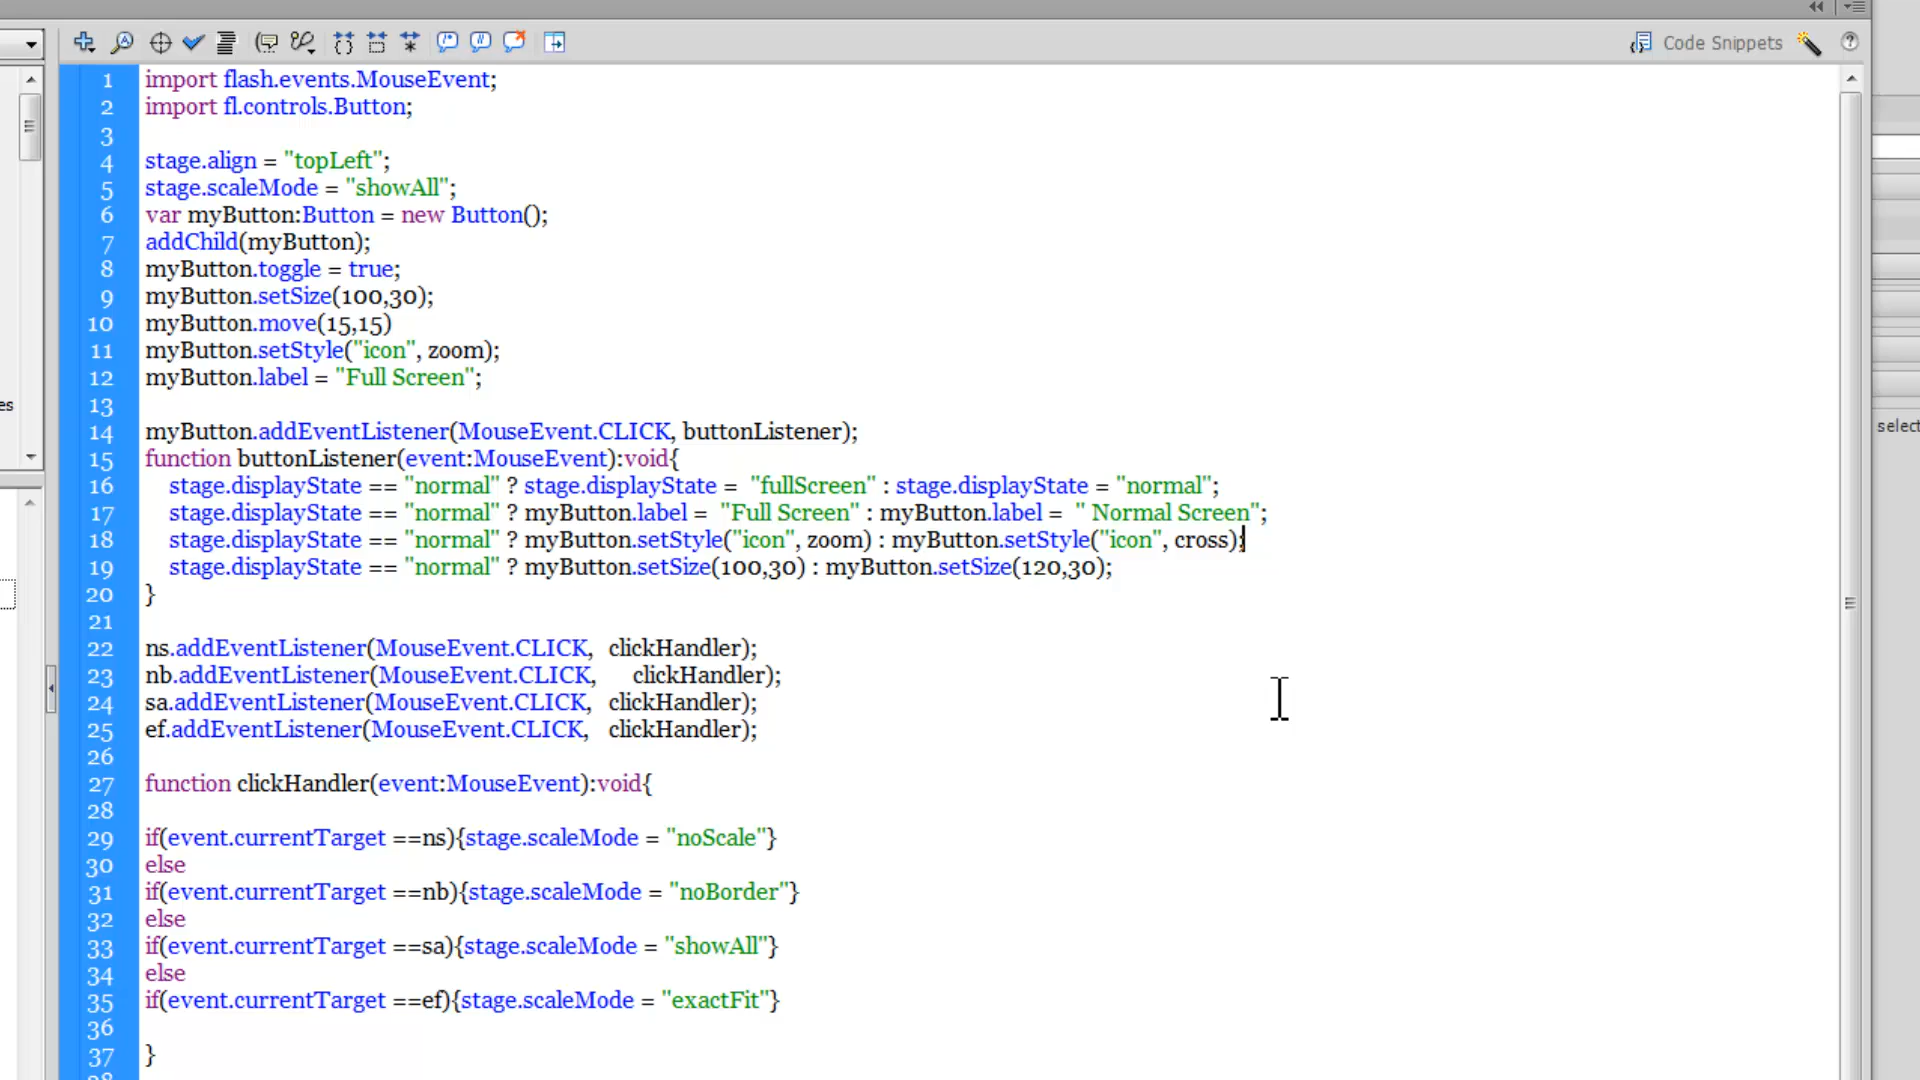 Code Snippets
1 import flash.events.MouseEvent;
2 import fl.controls.Button;
3
4 stage.align = "topLeft";
5 stage.scaleMode = "showAll";
6 var myButton:Button = new Button();
7 addChild(myButton);
8 myButton.toggle = true;
9 myButton.setSize(100,30);
10 myButton.move(15,15)
11 myButton.setStyle("icon", zoom);
12 myButton.label = "Full Screen";
13
14 myButton.addEventListener(MouseEvent.CLICK, buttonListener);
15 function buttonListener(event:MouseEvent):void{
16 stage.displayState == "normal" ? stage.displayState = "fullScreen" : stage.displayState = "normal";
17 stage.displayState == "normal" ? myButton.label = "Full Screen" : myButton.label = " Normal Screen";
18 stage.displayState == "normal" ? myButton.setStyle("icon", zoom) : myButton.setStyle("icon", cross);
19 stage.displayState == "normal" ? myButton.setSize(100,30) : myButton.setSize(120,30);
20 }
21
22 ns.addEventListener(MouseEvent.CLICK, clickHandler);
23 nb.addEventListener(MouseEvent.CLICK, clickHandler);
24 sa.addEventListener(MouseEvent.CLICK, clickHandler);
25 ef.addEventListener(MouseEvent.CLICK, clickHandler);
26
27 function clickHandler(event:MouseEvent):void{
28
29 if(event.currentTarget ==ns){stage.scaleMode = "noScale"}
30 else
31 if(event.currentTarget ==nb){stage.scaleMode = "noBorder"}
32 else
33 if(event.currentTarget ==sa){stage.scaleMode = "showAll"}
34 else
35 if(event.currentTarget ==ef){stage.scaleMode = "exactFit"}
36
37 }
38
es
select